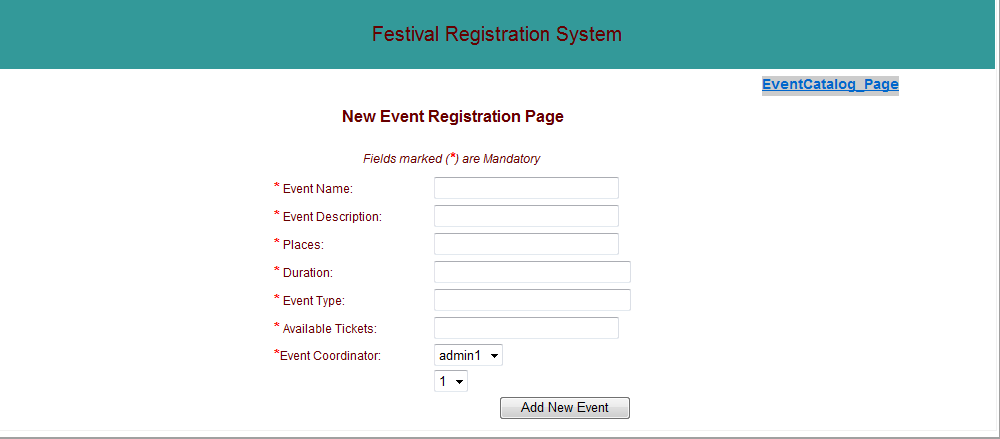 Festival Registration System
EventCatalog_Page
New Event Registration Page
Fields marked (*) are Mandatory
* Event Name:
* Event Description:
* Places:
* Duration:
* Event Type:
* Available Tickets:
*Event Coordinator: admin1
1
Add New Event